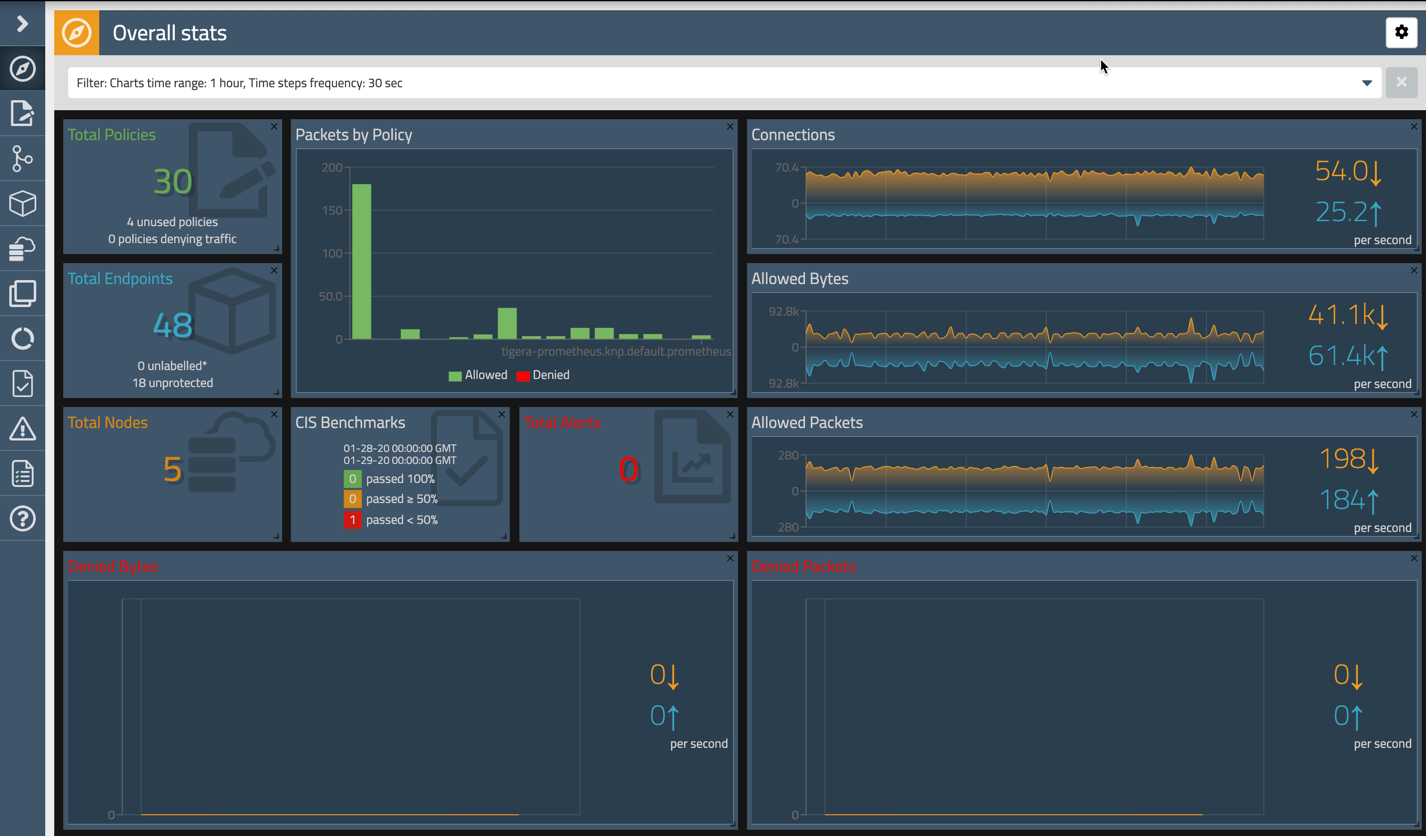 Overall stats
Filter: Charts time range: 1 hour, Time steps frequency: 30 sec
Total Policies
30
4 unused policies
0 policies denying traffic
Packets by Policy
200
150
100
50.0
0
tigera-prometheus.knp.default.prometheus
Allowed
Denied
Connections
70.4
0
70.4
54.0↓
25.2↑
per second
Total Endpoints
48
0 unlabelled*
18 unprotected
Allowed Bytes
92.8k
0
92.8k
41.1k↓
61.4k↑
per second
Total Nodes
5
CIS Benchmarks
01-28-20 00:00:00 GMT
01-29-20 00:00:00 GMT
0 passed 100%
0 passed ≥ 50%
1 passed < 50%
Total Alerts
0
Allowed Packets
280
0
280
198↓
184↑
per second
Denied Bytes
0
0↓
0↑
per second
Denied Packets
0
0↓
0↑
per second